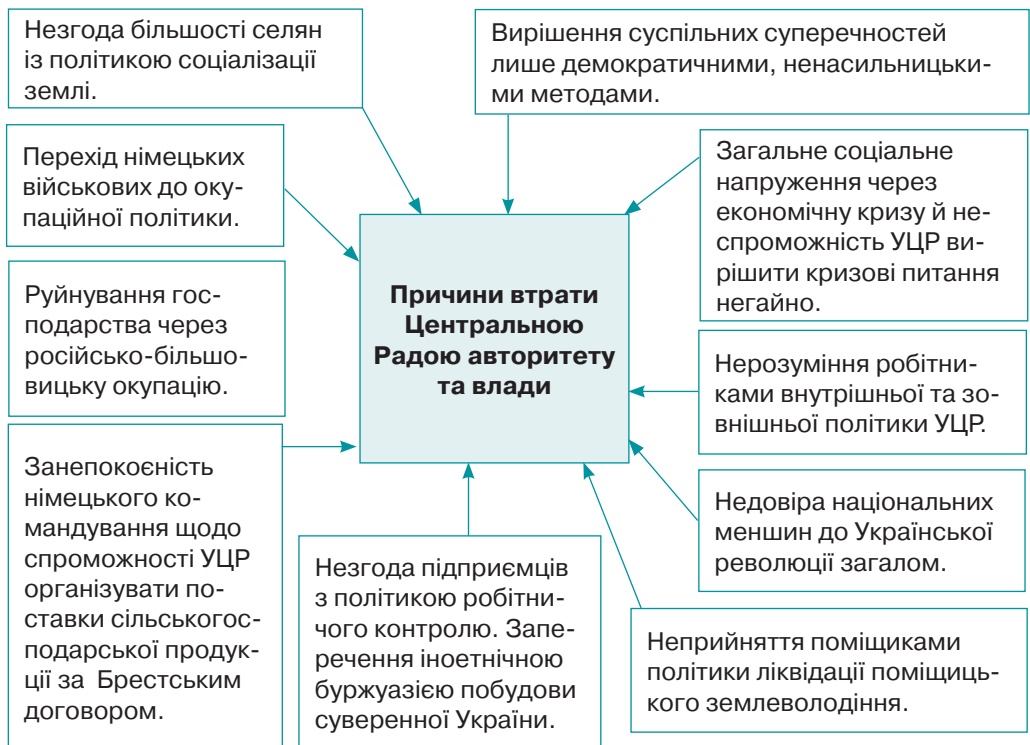 Незгода більшості селян
із політикою соціалізації
землі.
Вирішення суспільних суперечностей
лише демократичними, ненасильницьки-
ми методами.
Перехід німецьких
військових до оку-
паційної політики.
Загальне соціальне
напруження через
економічну кризу й не-
спроможність УЦР ви-
рішити кризові питання
негайно.
Руйнування гос-
подарства через
російсько-більшо-
вицьку окупацію.
Причини втрати
Центральною
Радою авторитету
та влади
Нерозуміння робітни-
ками внутрішньої та зо-
внішньої політики УЦР.
Занепокоєність
німецького ко-
мандування щодо
спроможності УЦР
організувати по-
ставки сільськогос-
подарської продук-
ції за Брестським
договором.
Незгода підприємців
з політикою робітни-
чого контролю. Запе-
речення іноетнічною
буржуазією побудови
суверенної України.
Недовіра національних
меншин до Української
революції загалом.
Неприйняття поміщиками
політики ліквідації поміщиць-
кого землеволодіння.